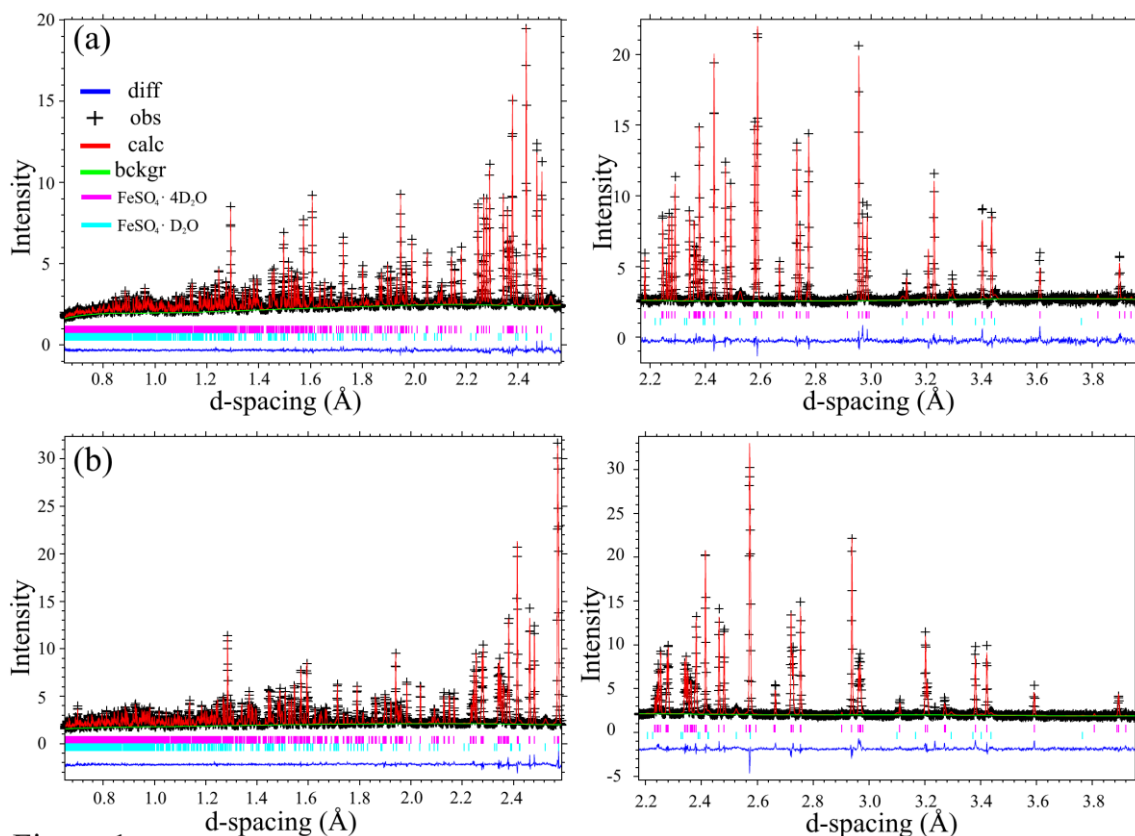 (a)
20
15
10
5
0
Intensity
diff
obs
calc
bckgr
FeSO₄· 4D₂O
FeSO₄· D₂O
0.8 1.0 1.2 1.4 1.6 1.8 2.0 2.2 2.4
d-spacing (Å)
20
15
10
5
0
Intensity
2.2 2.4 2.6 2.8 3.0 3.2 3.4 3.6 3.8
d-spacing (Å)
(b)
30
25
20
15
10
5
0
Intensity
0.8 1.0 1.2 1.4 1.6 1.8 2.0 2.2 2.4
d-spacing (Å)
30
25
20
15
10
5
0
-5
Intensity
2.2 2.4 2.6 2.8 3.0 3.2 3.4 3.6 3.8
d-spacing (Å)